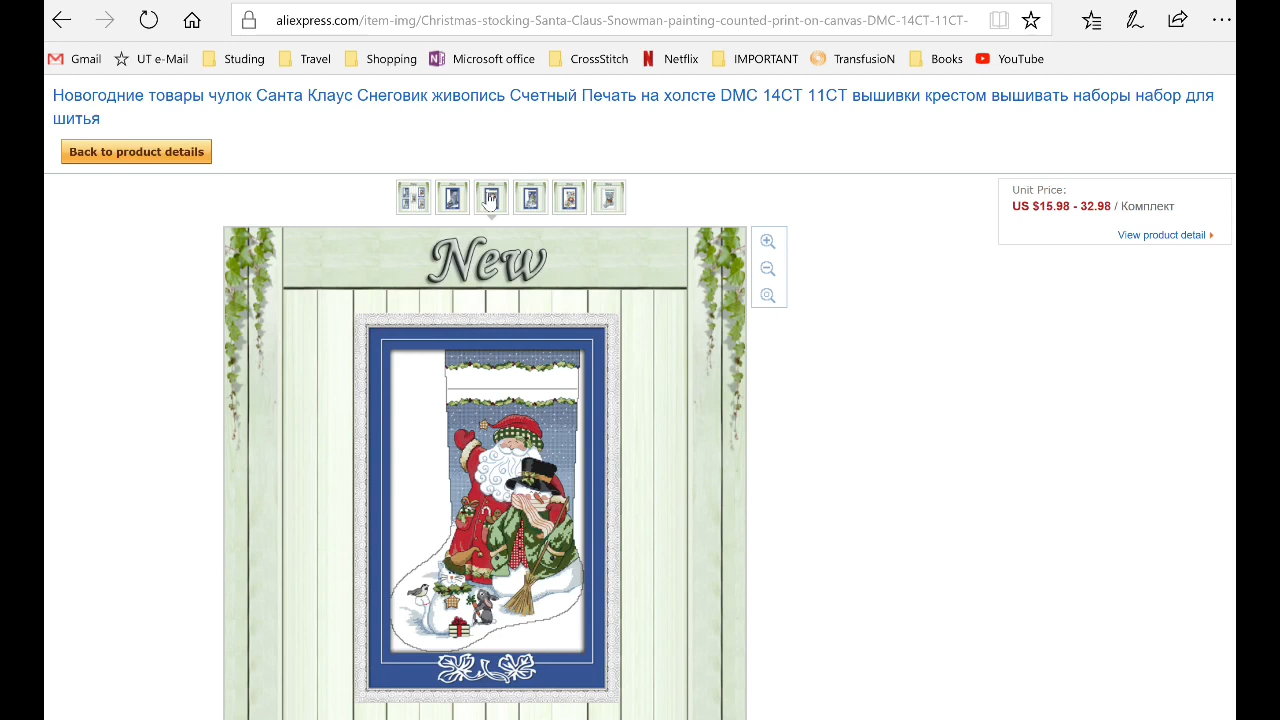 aliexpress.com/item-img/Christmas-stocking-Santa-Claus-Snowman-painting-counted-print-on-canvas-DMC-14CT-11CT-
Gmail UT e-Mail Studing Travel Shopping Microsoft office CrossStitch Netflix IMPORTANT TransfusioN Books YouTube
Новогодние товары чулок Санта Клаус Снеговик живопись Счетный Печать на холсте DMC 14CT 11CT вышивки крестом вышивать наборы набор для
шитья
Back to product details
Unit Price:
US $15.98 - 32.98 / Комплект
View product detail
New